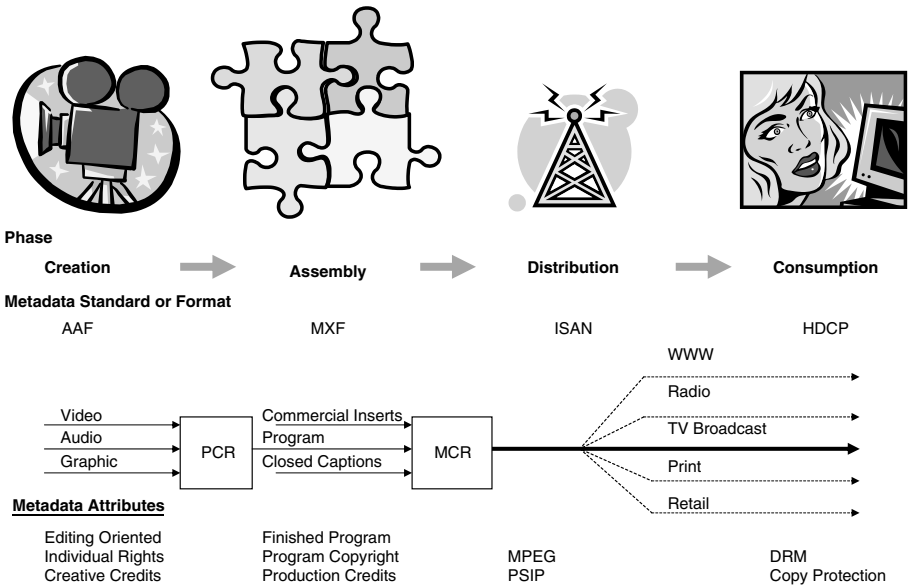 Phase
Creation
Assembly
Distribution
Consumption
Metadata Standard or Format
AAF
MXF
ISAN
HDCP
WWW
Radio
Video
Commercial Inserts
TV Broadcast
Audio
PCR
Program
MCR
Graphic
Closed Captions
Print
Retail
Metadata Attributes
Editing Oriented
Individual Rights
Creative Credits
Finished Program
Program Copyright
Production Credits
MPEG
PSIP
DRM
Copy Protection